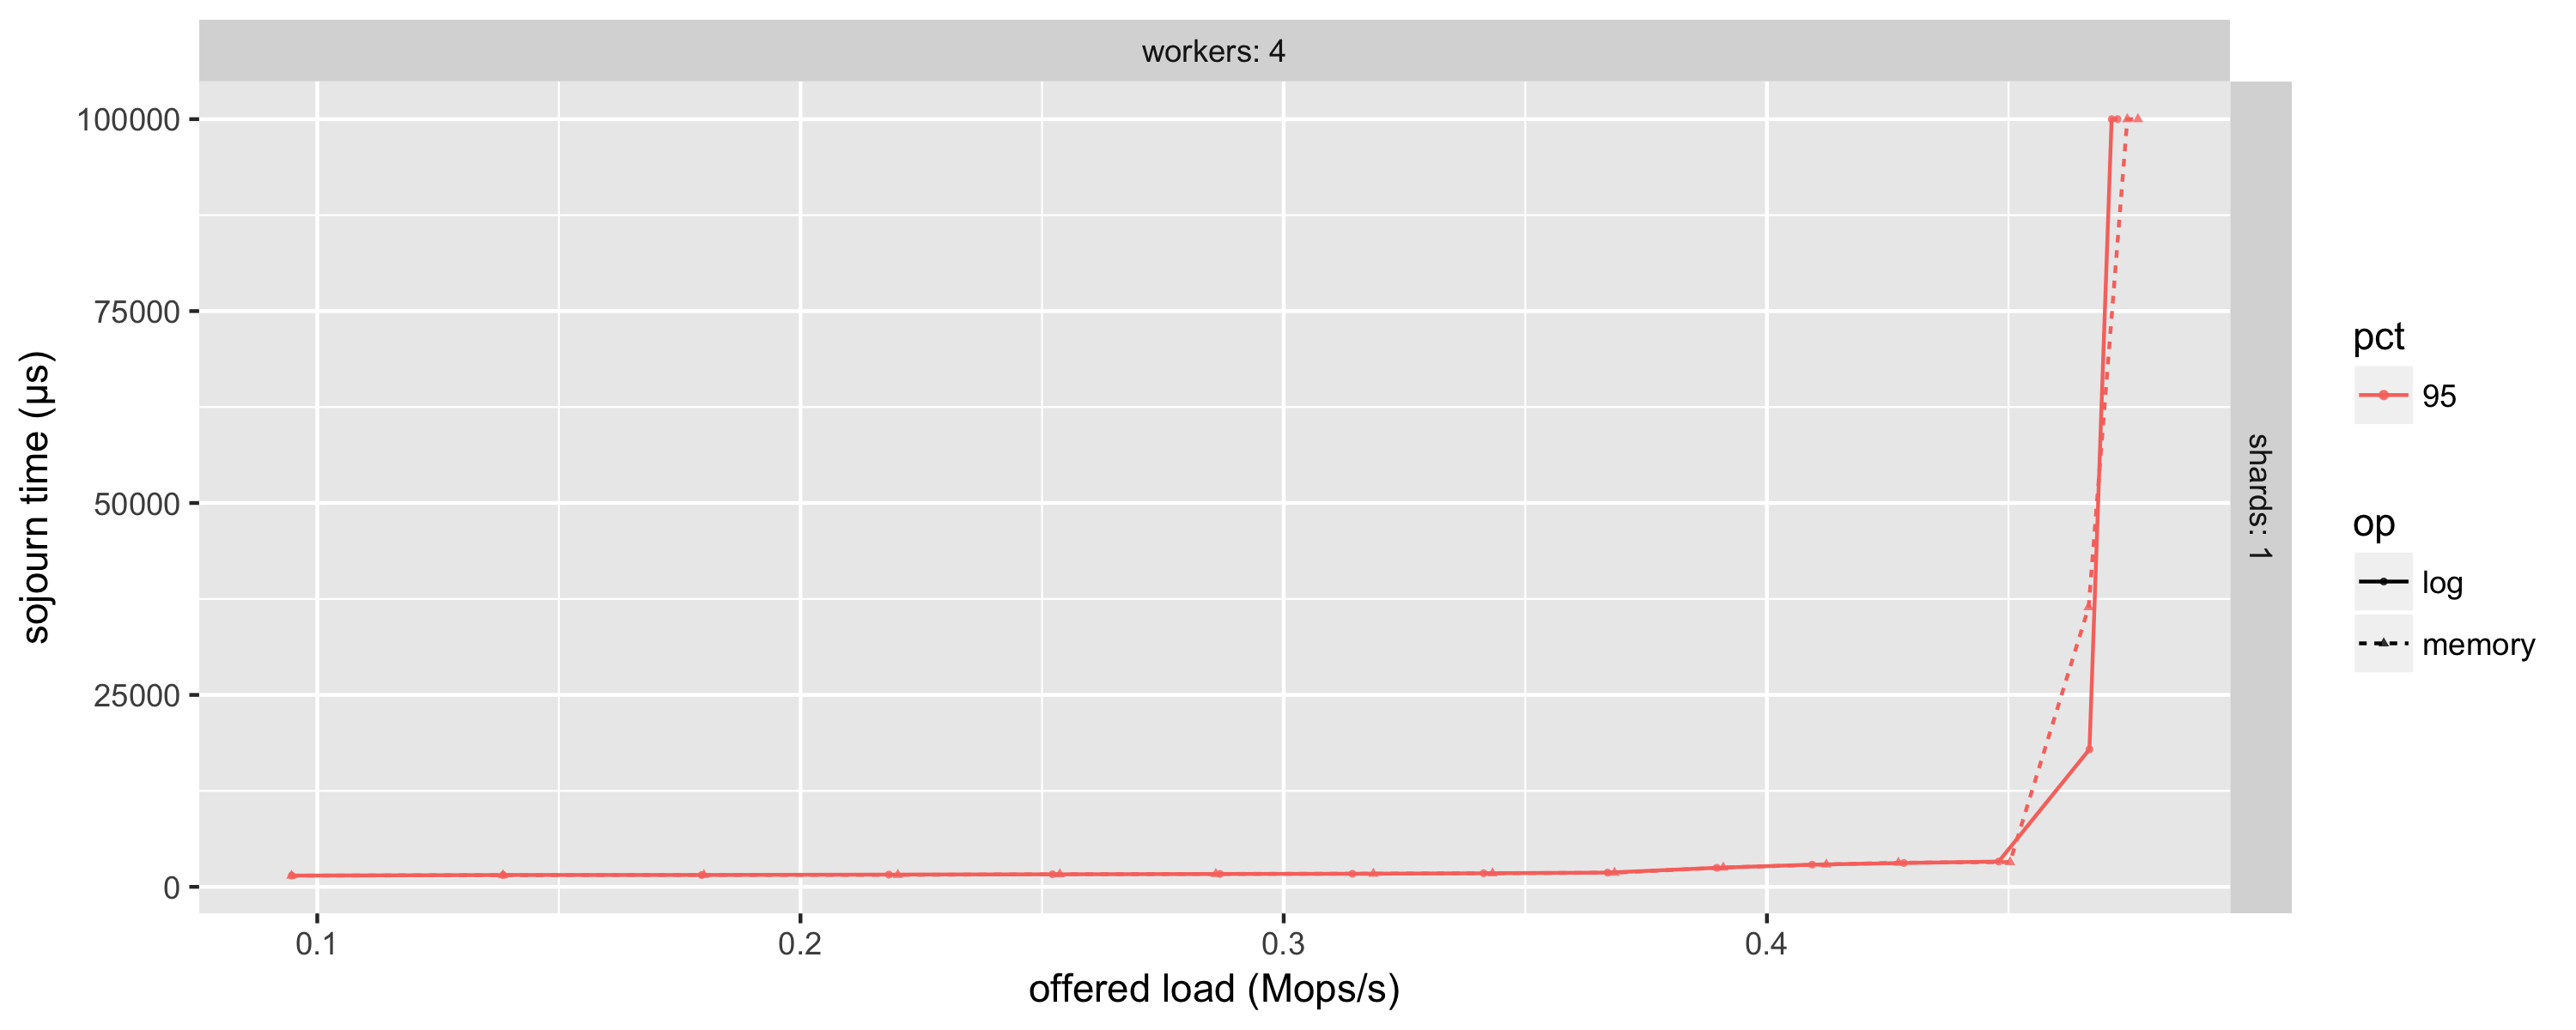 workers: 4
100000
75000
50000
25000
0
sojourn time (µs)
0.1
0.2
0.3
0.4
offered load (Mops/s)
shards: 1
pct
95
op
log
memory